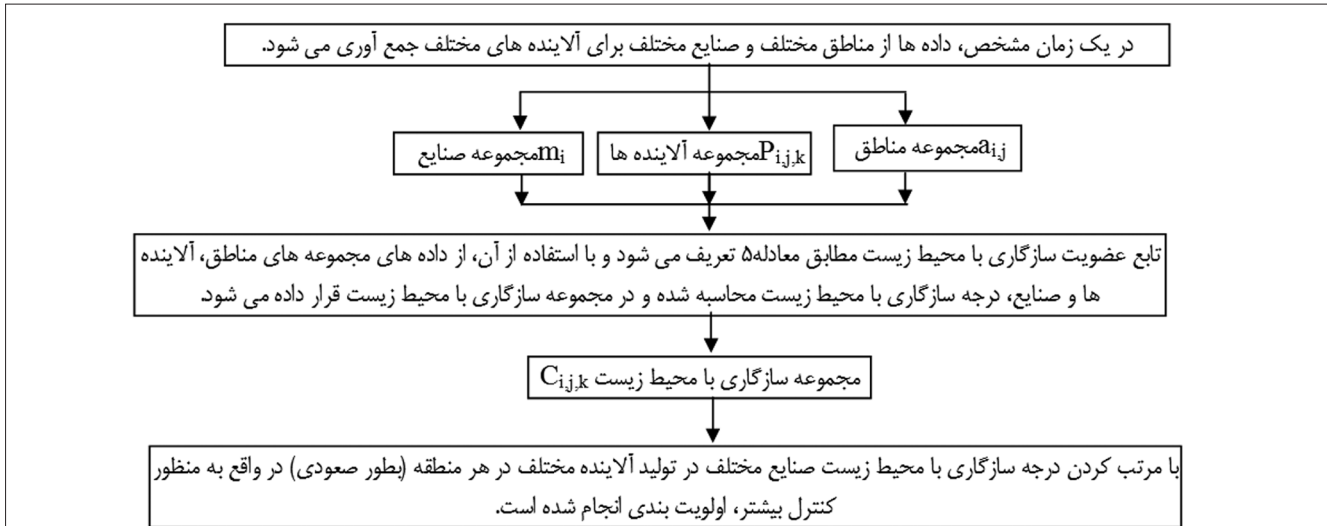 در یک زمان مشخص، داده ها از مناطق مختلف و صنایع مختلف برای آلاینده های مختلف جمع آوری می شود.
ai,jمجموعه مناطق
Pi,j,kمجموعه آلاینده ها
miمجموعه صنایع
تابع عضویت سازگاری با محیط زیست مطابق معادله۵ تعریف می شود و با استفاده از آن، از داده های مجموعه های مناطق، آلاینده
ها و صنایع، درجه سازگاری با محیط زیست محاسبه شده و در مجموعه سازگاری با محیط زیست قرار داده می شود.
مجموعه سازگاری با محیط زیست Ci,j,k
با مرتب کردن درجه سازگاری با محیط زیست صنایع مختلف در تولید آلاینده مختلف در هر منطقه (بطور صعودی) در واقع به منظور
کنترل بیشتر، اولویت بندی انجام شده است.